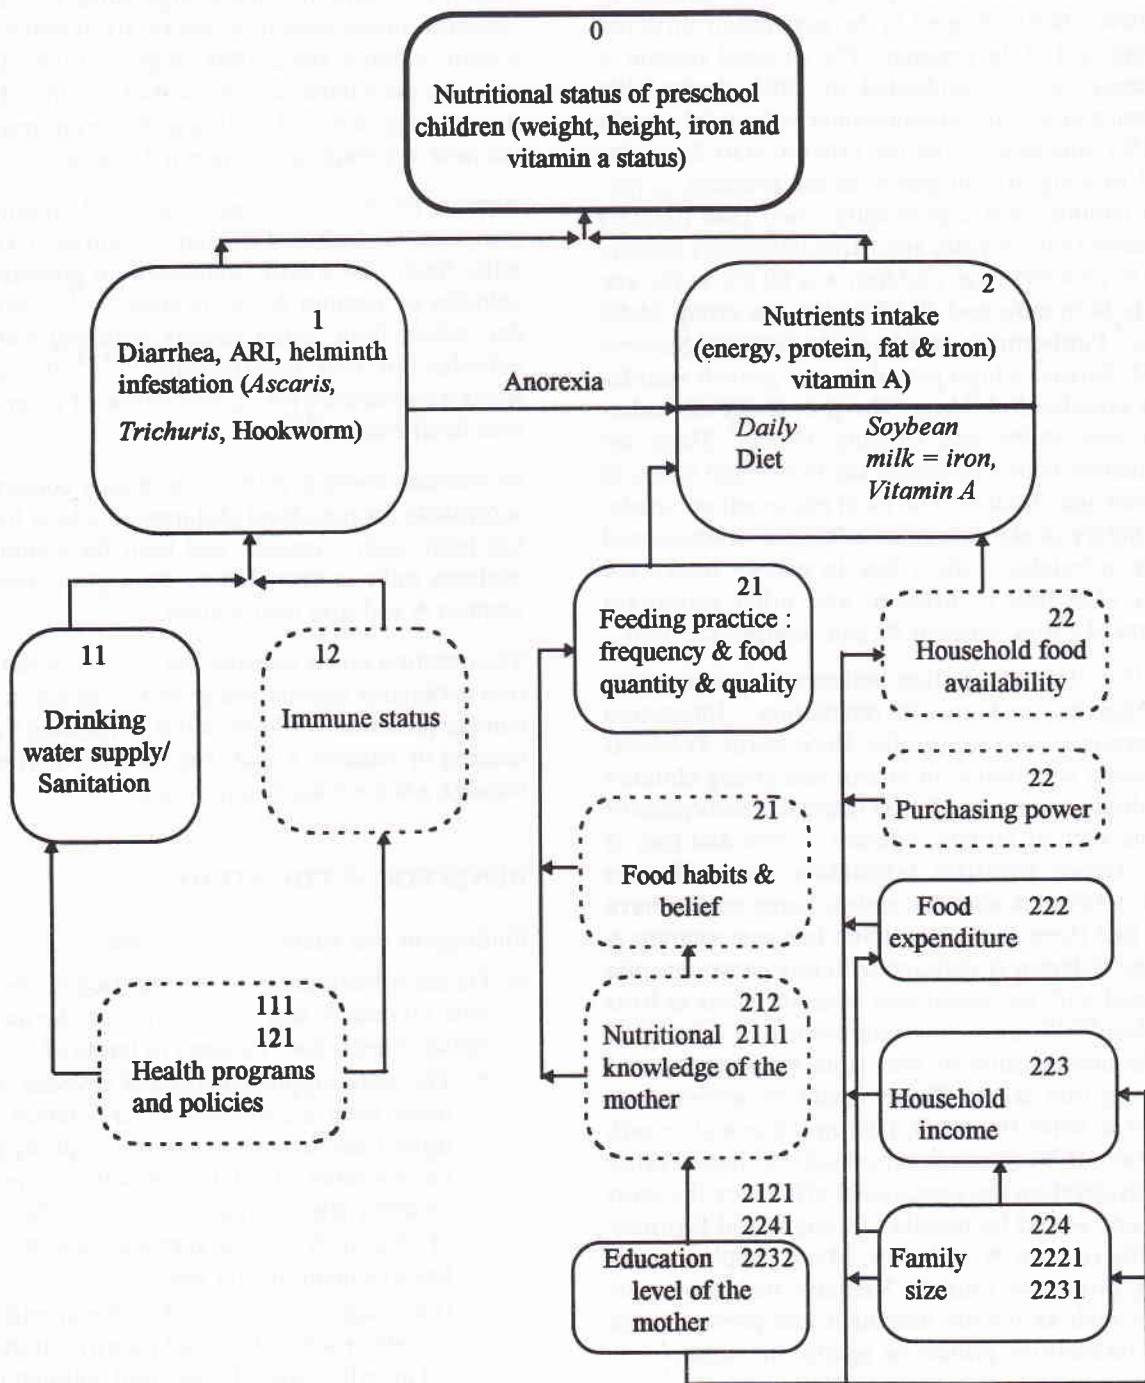 0
Nutritional status of preschool
children (weight, height, iron and
vitamin a status)
1
Diarrhea, ARI, helminth
infestation (Ascaris,
Trichuris, Hookworm)
Anorexia
2
Nutrients intake
(energy, protein, fat & iron)
vitamin A)
Daily
Diet
Soybean
milk = iron,
Vitamin A
11
Drinking
water supply/
Sanitation
12
Immune status
21
Feeding practice :
frequency & food
quantity & quality
22
Household food
availability
22
Purchasing power
21
Food habits &
belief
Food 222
expenditure
111
121
Health programs
and policies
212
Nutritional 2111
knowledge of the
mother
223
Household
income
2121
2241
Education 2232
level of the
mother
224
Family 2221
size 2231